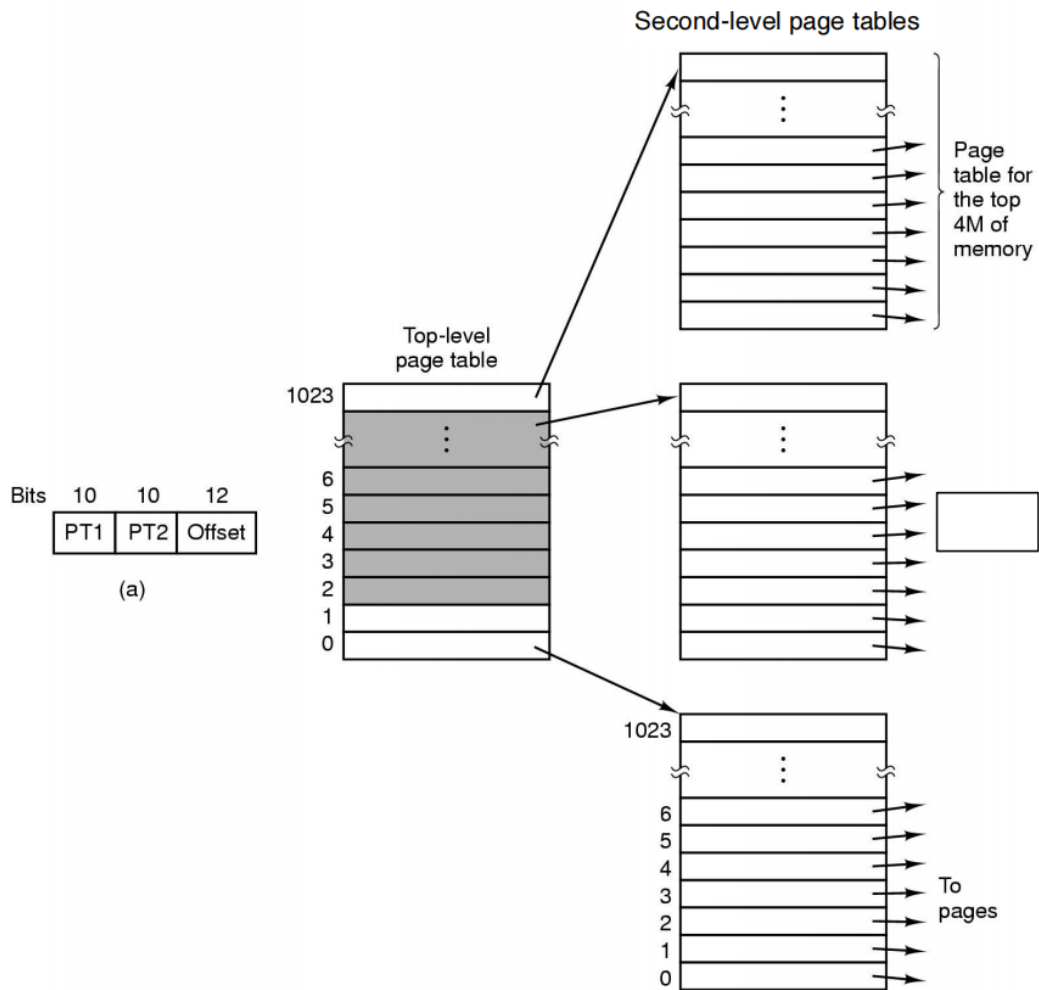 Second-level page tables
Page
table for
the top
4M of
memory
Top-level
page table
1023
6
5
4
3
2
1
0
Bits 10 10 12
PT1 PT2 Offset
(a)
1023
6
5
4
3
2
1
0
To
pages